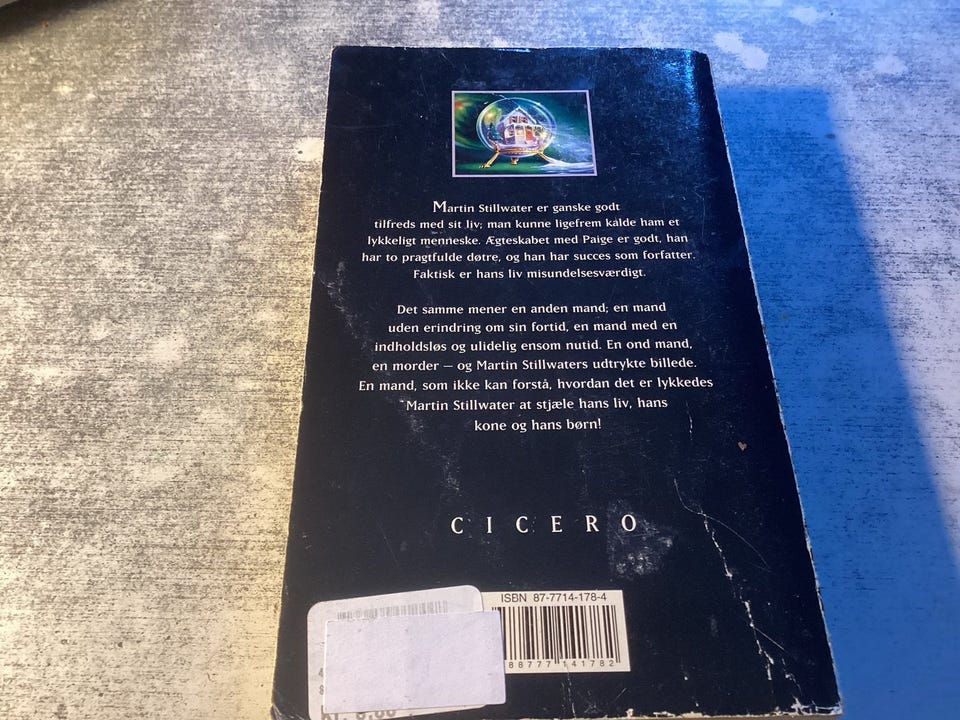 Martin Stillwater er ganske godt
tilfreds med sit liv; man kunne ligefrem kalde ham et
lykkeligt menneske. Ægteskabet med Paige er godt, han
har to pragtfulde døtre, og han har succes som forfatter.
Faktisk er hans liv misundelsesværdigt.
Det samme mener en anden mand; en mand
uden erindring om sin fortid, en mand med en
indholdsløs og ulidelig ensom nutid. En ond mand,
en morder – og Martin Stillwaters udtrykte billede.
En mand, som ikke kan forstå, hvordan det er lykkedes
Martin Stillwater at stjæle hans liv, hans
kone og hans børn!
CICERO
ISBN 87-7714-178-4
88777 141782